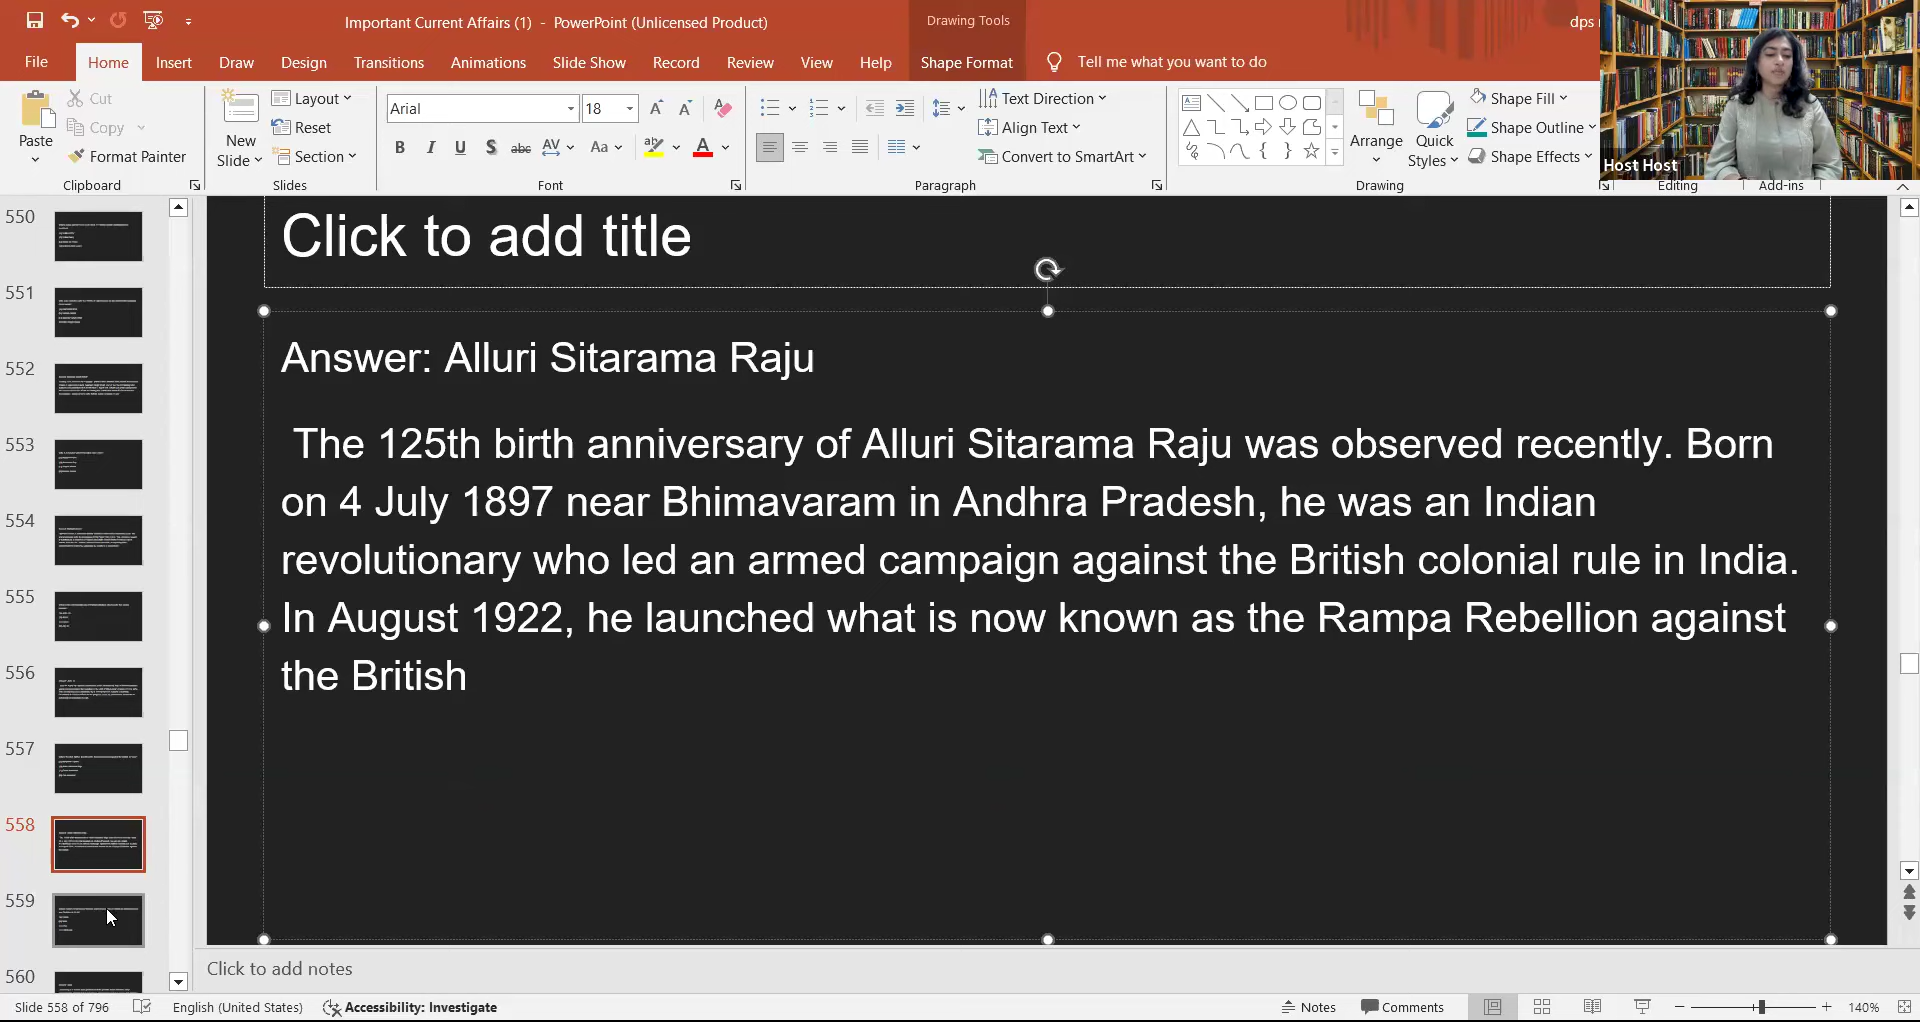 Important Current Affairs (1) - PowerPoint (Unlicensed Product)
Drawing Tools
dps
File Home Insert Draw Design Transitions Animations Slide Show Record Review View Help Shape Format Tell me what you want to do
Paste
Cut
Copy
Format Painter
Clipboard
New Slide
Layout
Reset
Section
Slides
Arial 18
B I U S abc AV Aa A
Font
Text Direction
Align Text
Convert to SmartArt
Paragraph
Arrange
Quick Styles
Shape Fill
Shape Outline
Shape Effects
Drawing
Editing
Add-ins
Host Host
550
551
552
553
554
555
556
557
558
559
560
Click to add title
Answer: Alluri Sitarama Raju
The 125th birth anniversary of Alluri Sitarama Raju was observed recently. Born
on 4 July 1897 near Bhimavaram in Andhra Pradesh, he was an Indian
revolutionary who led an armed campaign against the British colonial rule in India.
In August 1922, he launched what is now known as the Rampa Rebellion against
the British
Click to add notes
Slide 558 of 796 English (United States) Accessibility: Investigate Notes Comments 140%